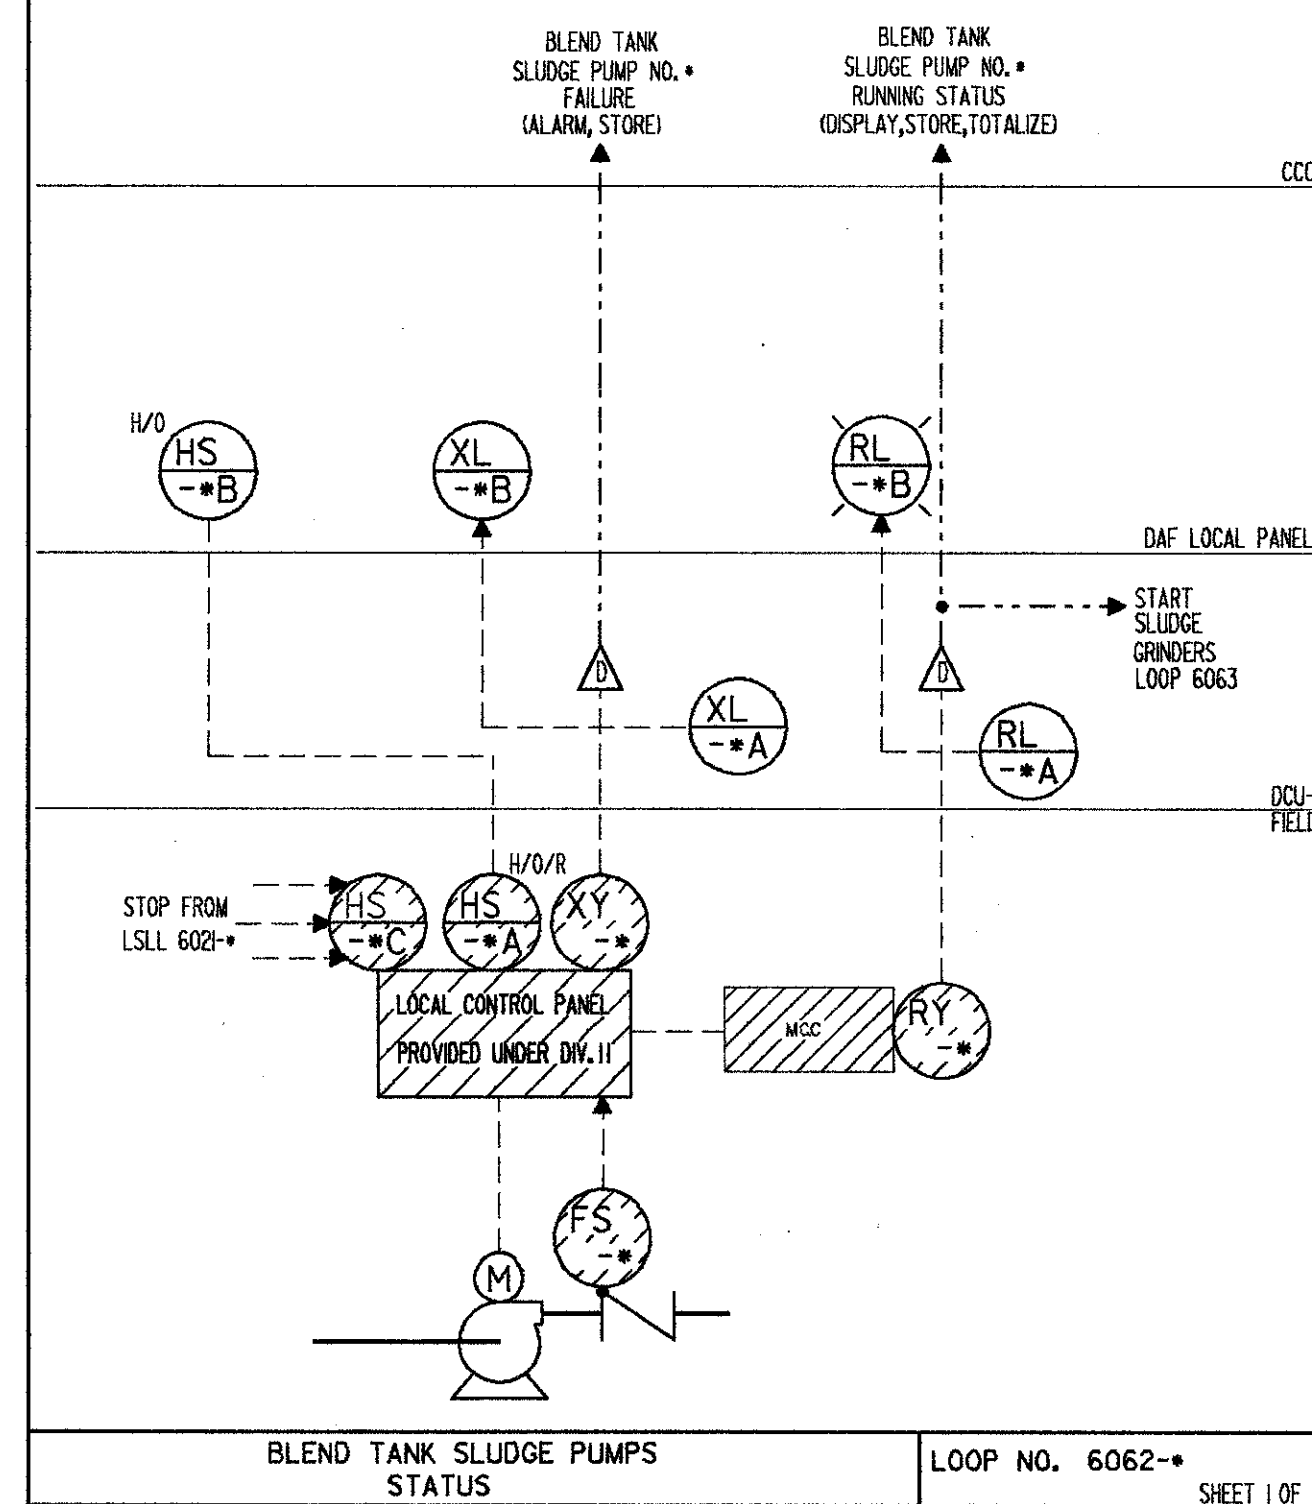 BLEND TANK
SLUDGE PUMP NO. *
FAILURE
(ALARM, STORE)
BLEND TANK
SLUDGE PUMP NO. *
RUNNING STATUS
(DISPLAY,STORE,TOTALIZE)
CCC
H/O
HS
-*B
XL
-*B
RL
-*B
DAF LOCAL PANEL
START
SLUDGE
GRINDERS
LOOP 6063
D
D
XL
-*A
RL
-*A
DCU-
FIELD
H/O/R
STOP FROM
LSLL 6021-*
HS
-*C
HS
-*A
XY
-*
LOCAL CONTROL PANEL
PROVIDED UNDER DIV. 11
MCC
RY
-*
FS
-*
M
BLEND TANK SLUDGE PUMPS
STATUS
LOOP NO. 6062-*
SHEET 1 OF